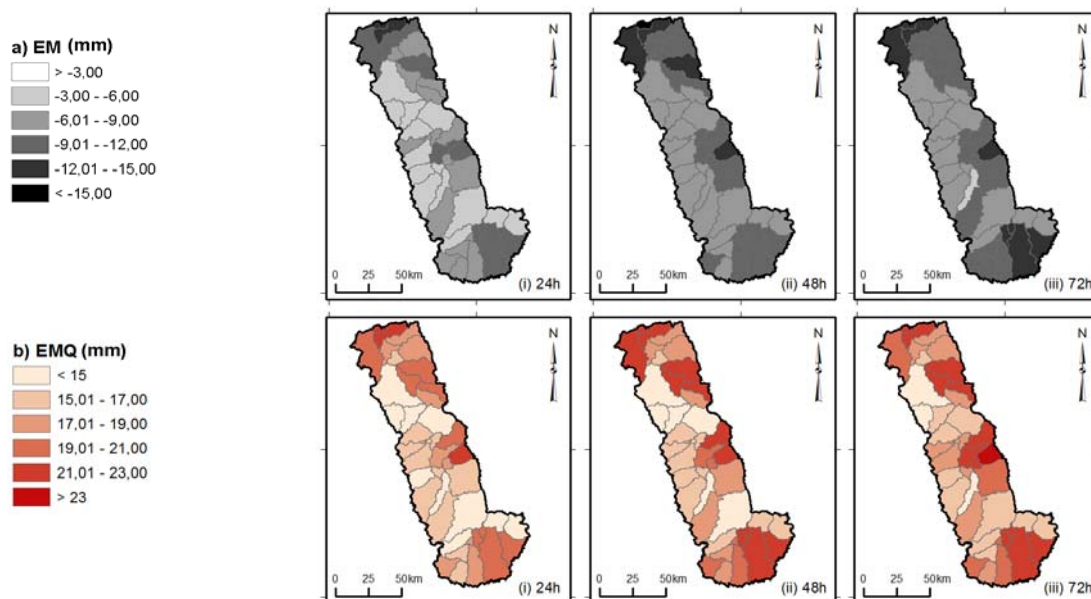 a) EM (mm)
> -3,00
-3,00 - -6,00
-6,01 - -9,00
-9,01 - -12,00
-12,01 - -15,00
< -15,00
N
0 25 50km
(i) 24h
N
0 25 50km
(ii) 48h
N
0 25 50km
(iii) 72h
b) EMQ (mm)
< 15
15,01 - 17,00
17,01 - 19,00
19,01 - 21,00
21,01 - 23,00
> 23
N
0 25 50km
(i) 24h
N
0 25 50km
(ii) 48h
N
0 25 50km
(iii) 72h